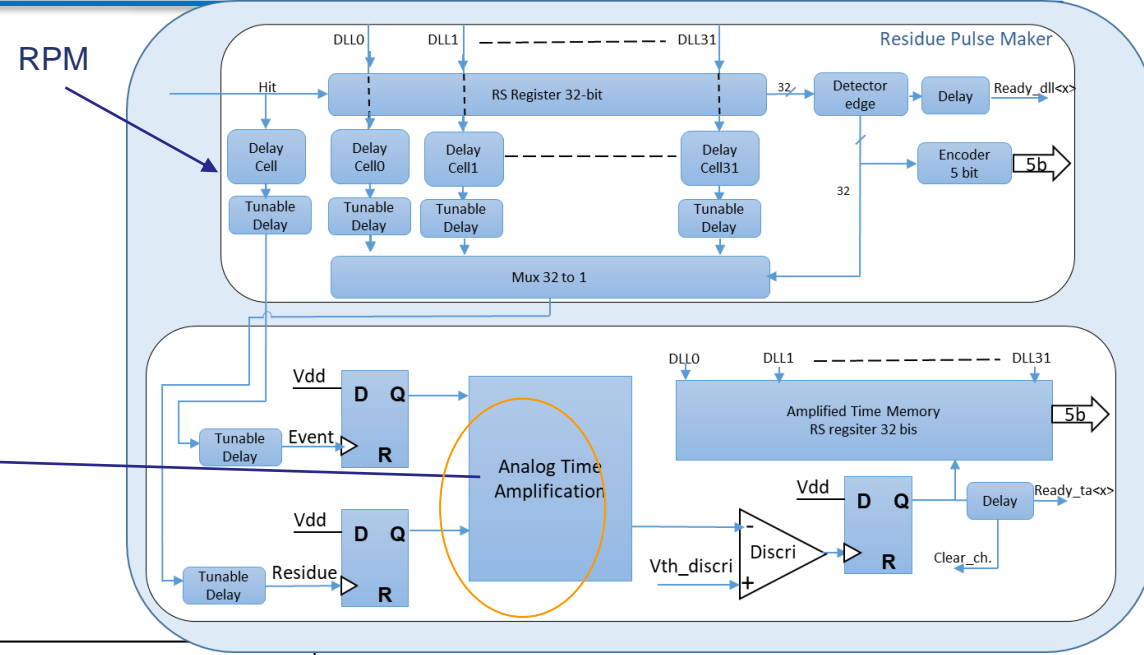 RPM
Residue Pulse Maker
DLL0
DLL1
DLL31
Hit
RS Register 32-bit
32
Detector
edge
Delay
Ready_dll<x>
Delay
Cell
Delay
Cell0
Delay
Cell1
Delay
Cell31
Encoder
5 bit
5b
32
Tunable
Delay
Tunable
Delay
Tunable
Delay
Tunable
Delay
Mux 32 to 1
DLL0
DLL1
DLL31
Vdd
D Q
R
Amplified Time Memory
RS regsiter 32 bis
5b
Tunable
Delay
Event
Analog Time
Amplification
Vdd
D Q
R
Delay
Ready_ta<x>
Vdd
D Q
R
-
Discri
+
Vth_discri
Clear_ch.
Tunable
Delay
Residue